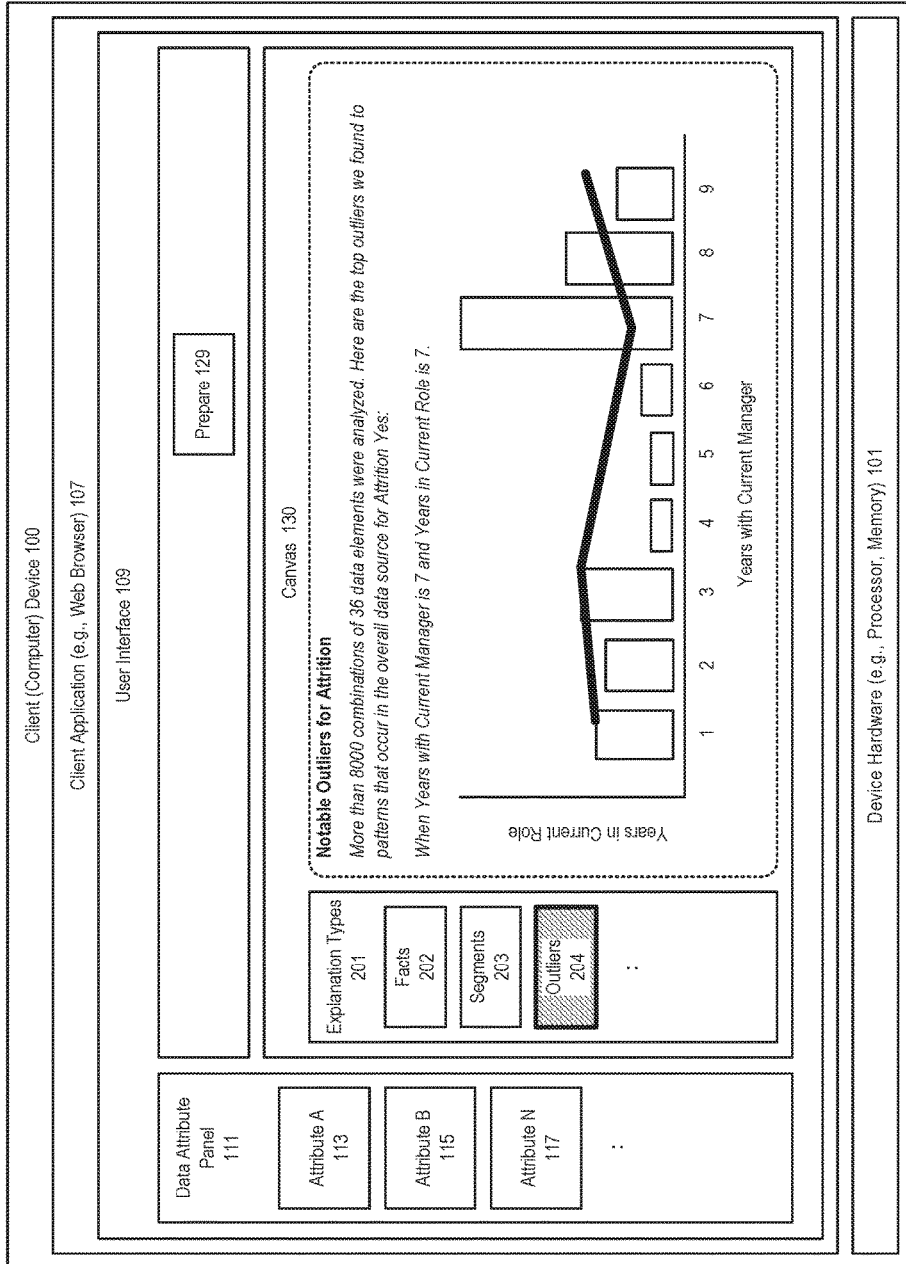 Client (Computer) Device 100
Client Application (e.g., Web Browser) 107
User Interface 109
Data Attribute
Panel
111
Attribute A
113
Attribute B
115
Attribute N
117
:
Prepare 129
Canvas 130
Explanation Types
201
Facts
202
Segments
203
Outliers
204
:
Notable Outliers for Attrition
More than 8000 combinations of 36 data elements were analyzed. Here are the top outliers we found to
patterns that occur in the overall data source for Attrition Yes:
When Years with Current Manager is 7 and Years in Current Role is 7.
Years in Current Role
1 2 3 4 5 6 7 8 9
Years with Current Manager
Device Hardware (e.g., Processor, Memory) 101